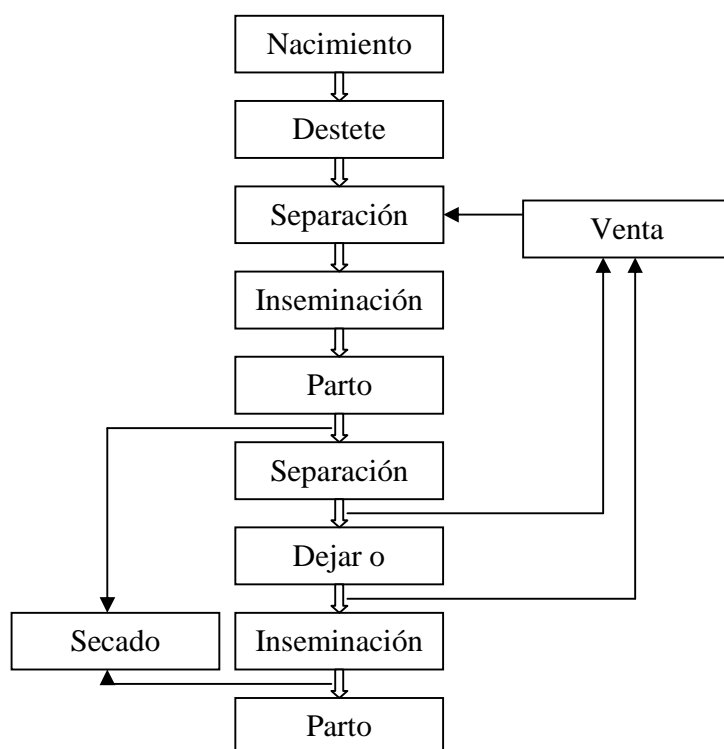 Nacimiento
Destete
Separación
Venta
Inseminación
Parto
Separación
Dejar o
Secado
Inseminación
Parto